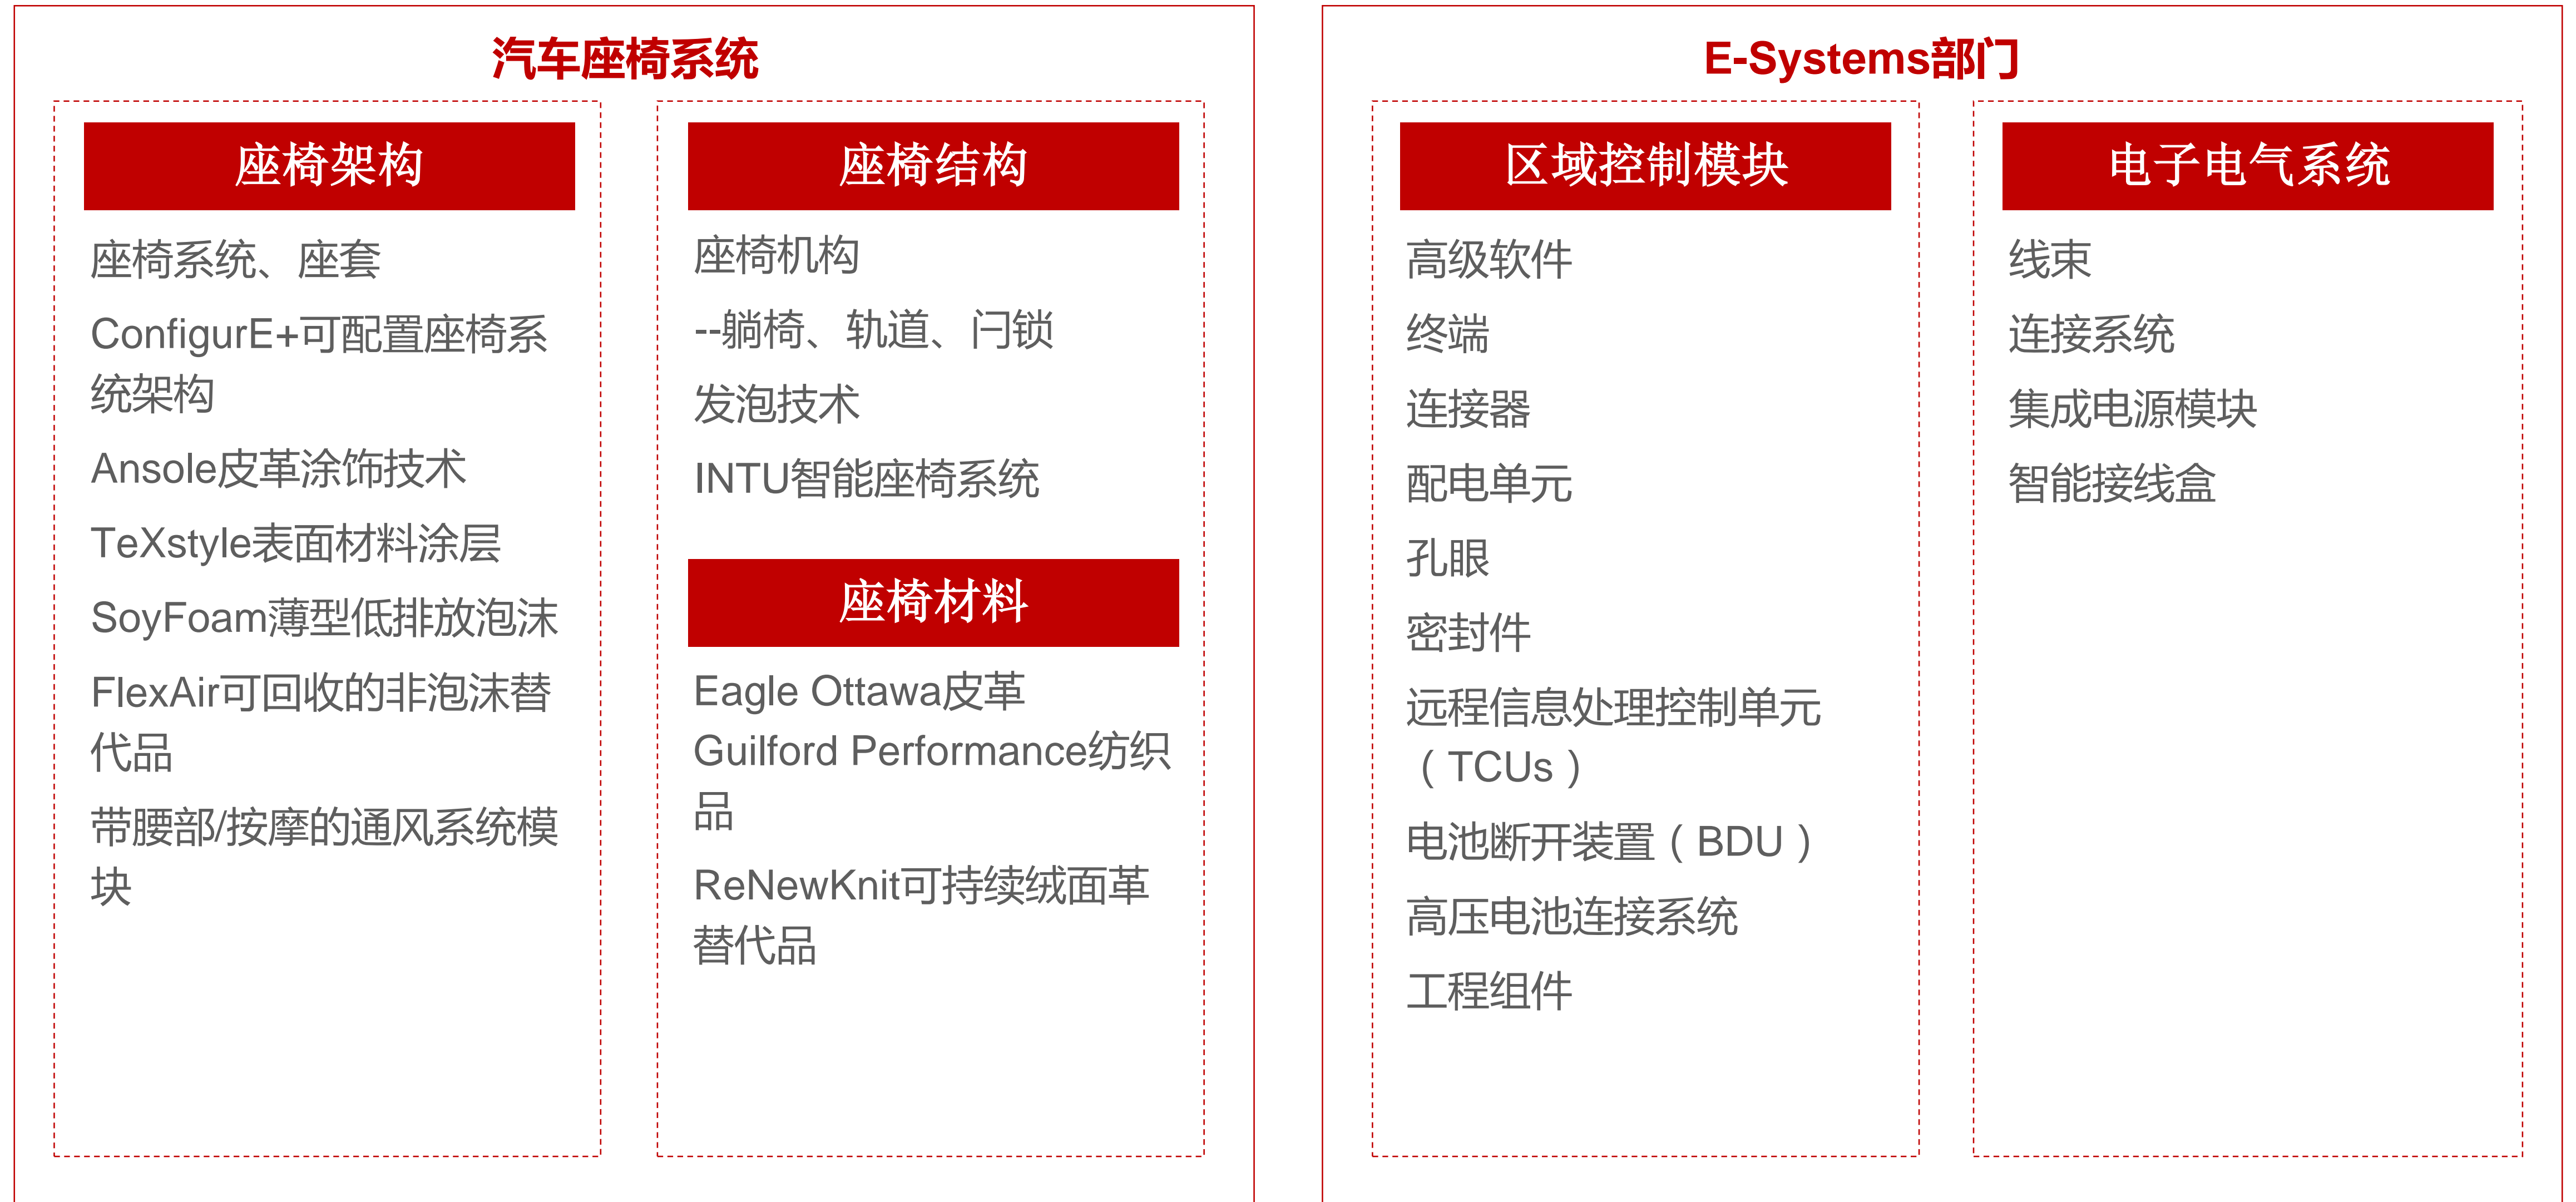 汽车座椅系统
座椅架构
座椅系统、座套
ConfigurE+可配置座椅系
统架构
Ansole皮革涂饰技术
TeXstyle表面材料涂层
SoyFoam薄型低排放泡沫
FlexAir可回收的非泡沫替
代品
带腰部/按摩的通风系统模
块
座椅结构
座椅机构
--躺椅、轨道、闩锁
发泡技术
INTU智能座椅系统
座椅材料
Eagle Ottawa皮革
Guilford Performance纺织
品
ReNewKnit可持续绒面革
替代品
E-Systems部门
区域控制模块
高级软件
终端
连接器
配电单元
孔眼
密封件
远程信息处理控制单元
（TCUs）
电池断开装置（BDU）
高压电池连接系统
工程组件
电子电气系统
线束
连接系统
集成电源模块
智能接线盒